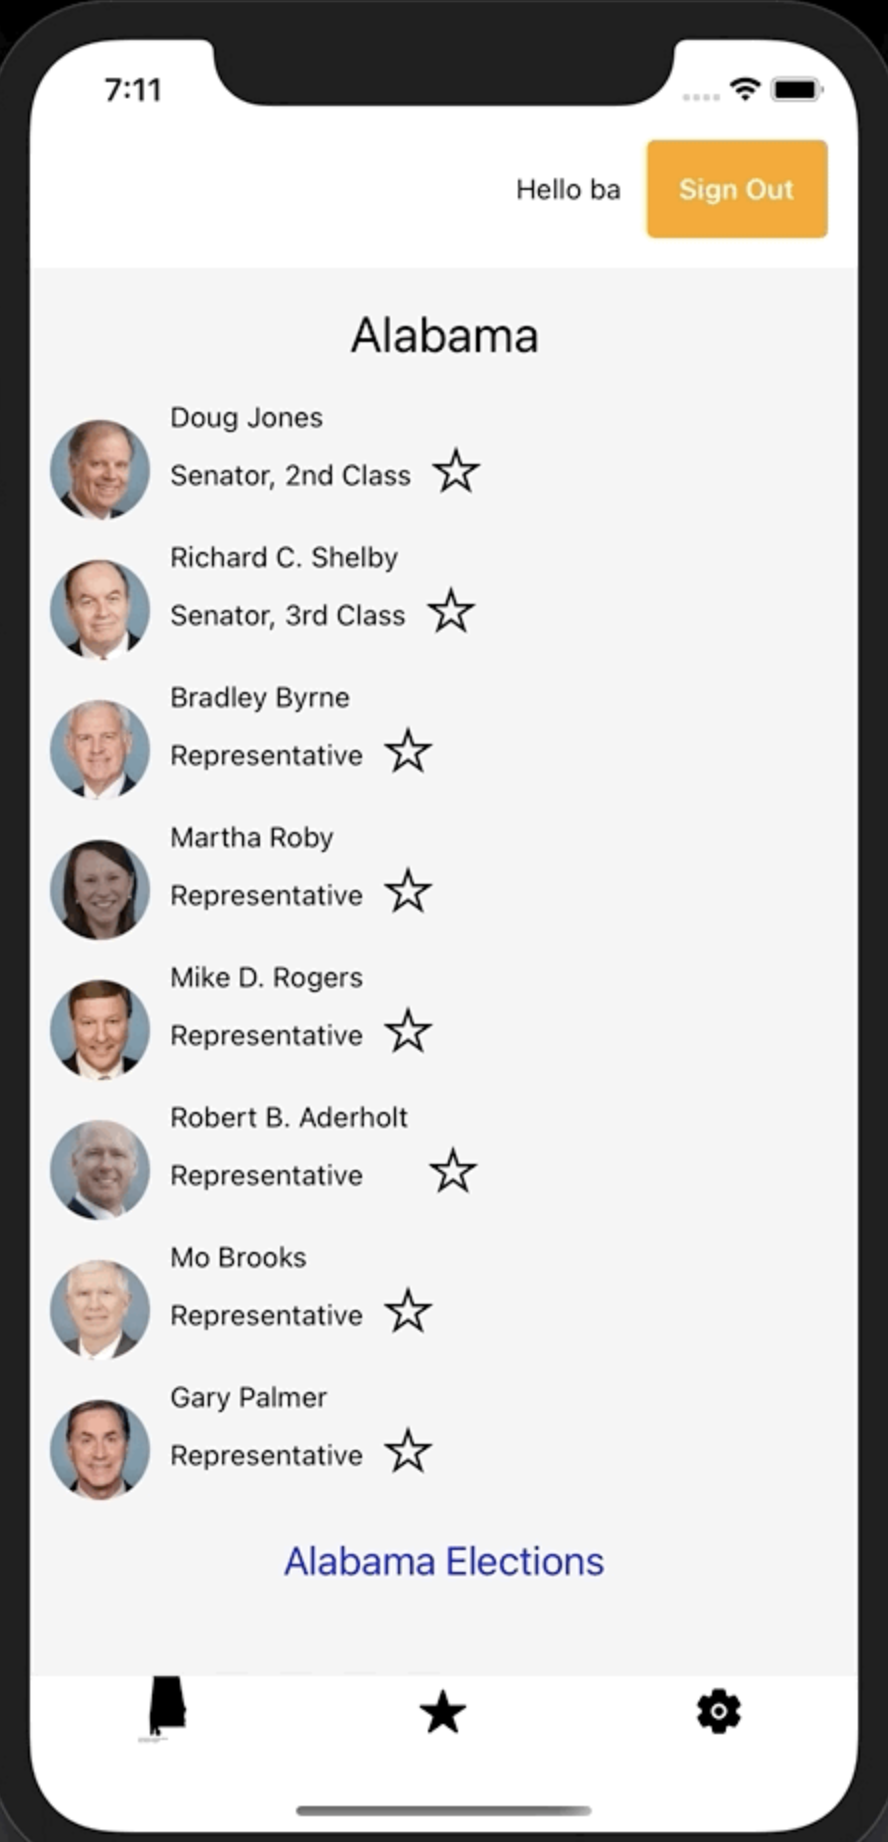 7:11
Hello ba
Sign Out
Alabama
Doug Jones
Senator, 2nd Class
Richard C. Shelby
Senator, 3rd Class
Bradley Byrne
Representative
Martha Roby
Representative
Mike D. Rogers
Representative
Robert B. Aderholt
Representative
Mo Brooks
Representative
Gary Palmer
Representative
Alabama Elections